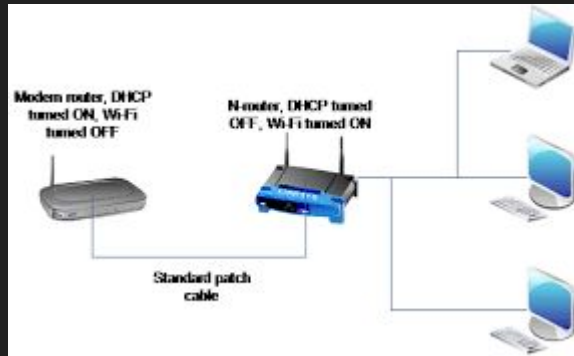 Modem router, DHCP
turned ON, Wi-Fi
turned OFF
N-router, DHCP turned
OFF, Wi-Fi turned ON
LINKSYS
Standard patch
cable